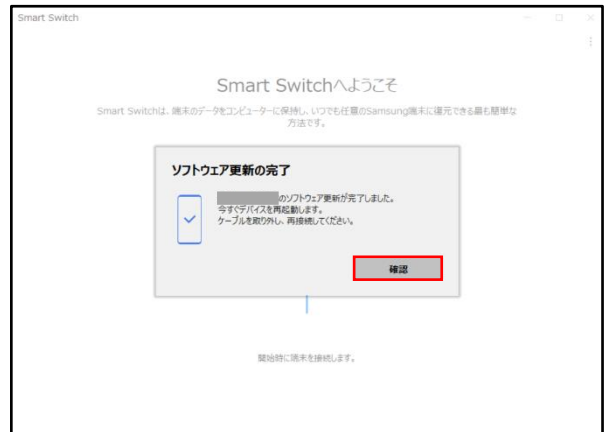 Smart Switch
Smart Switchへようこそ
Smart Switchは、端末のデータをコンピューターに保持し、いつでも任意のSamsung端末に復元できる最も簡単な
方法です。
ソフトウェア更新の完了
のソフトウェア更新が完了しました。
今すぐデバイスを再起動します。
ケーブルを取り外し、再接続してください。
確認
開始時に端末を接続します。